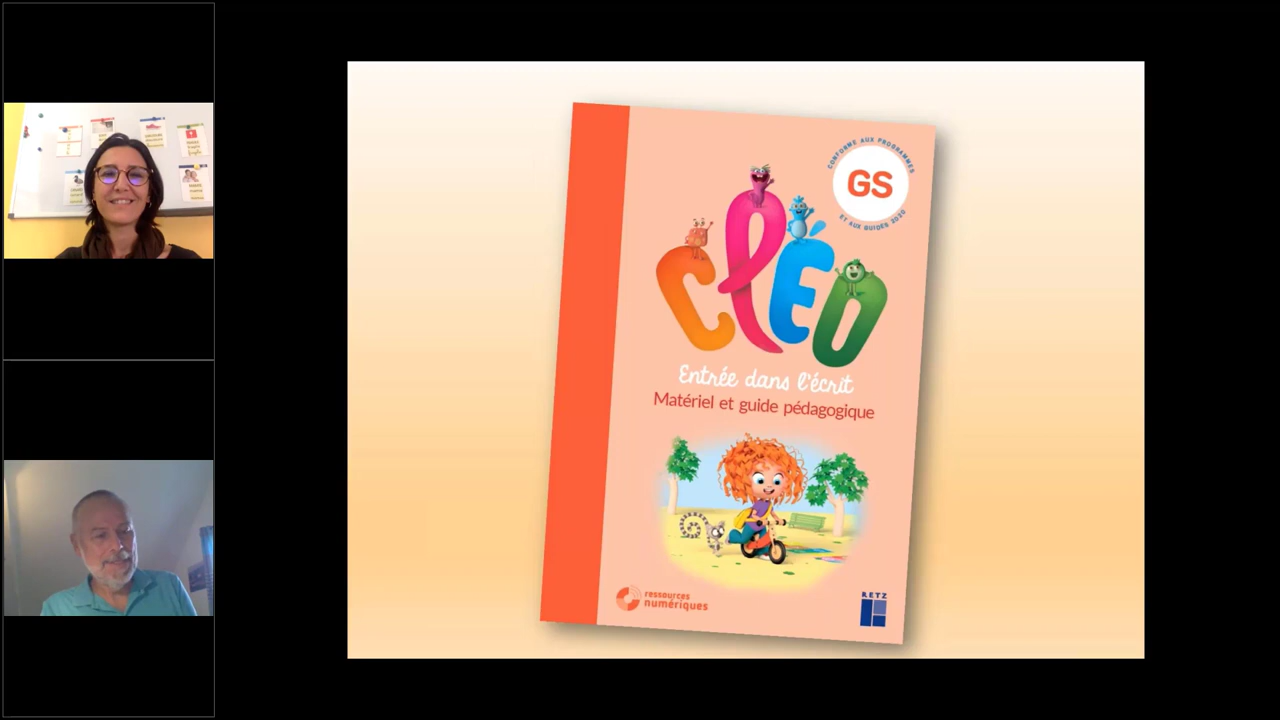 CONFORME AUX PROGRAMMES
GS
ET AUX GUIDES 2020
CLÉO
Entrée dans l'écrit
Matériel et guide pédagogique
ressources
numériques
RETZ